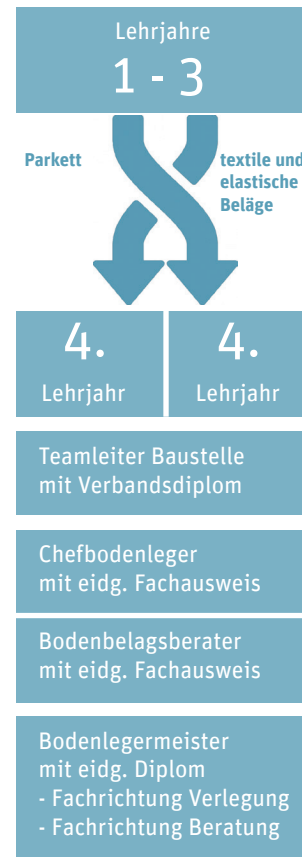 Lehrjahre
1 - 3
Parkett
textile und
elastische
Beläge
4.
Lehrjahr
4.
Lehrjahr
Teamleiter Baustelle
mit Verbandsdiplom
Chefbodenleger
mit eidg. Fachausweis
Bodenbelagsberater
mit eidg. Fachausweis
Bodenlegermeister
mit eidg. Diplom
- Fachrichtung Verlegung
- Fachrichtung Beratung